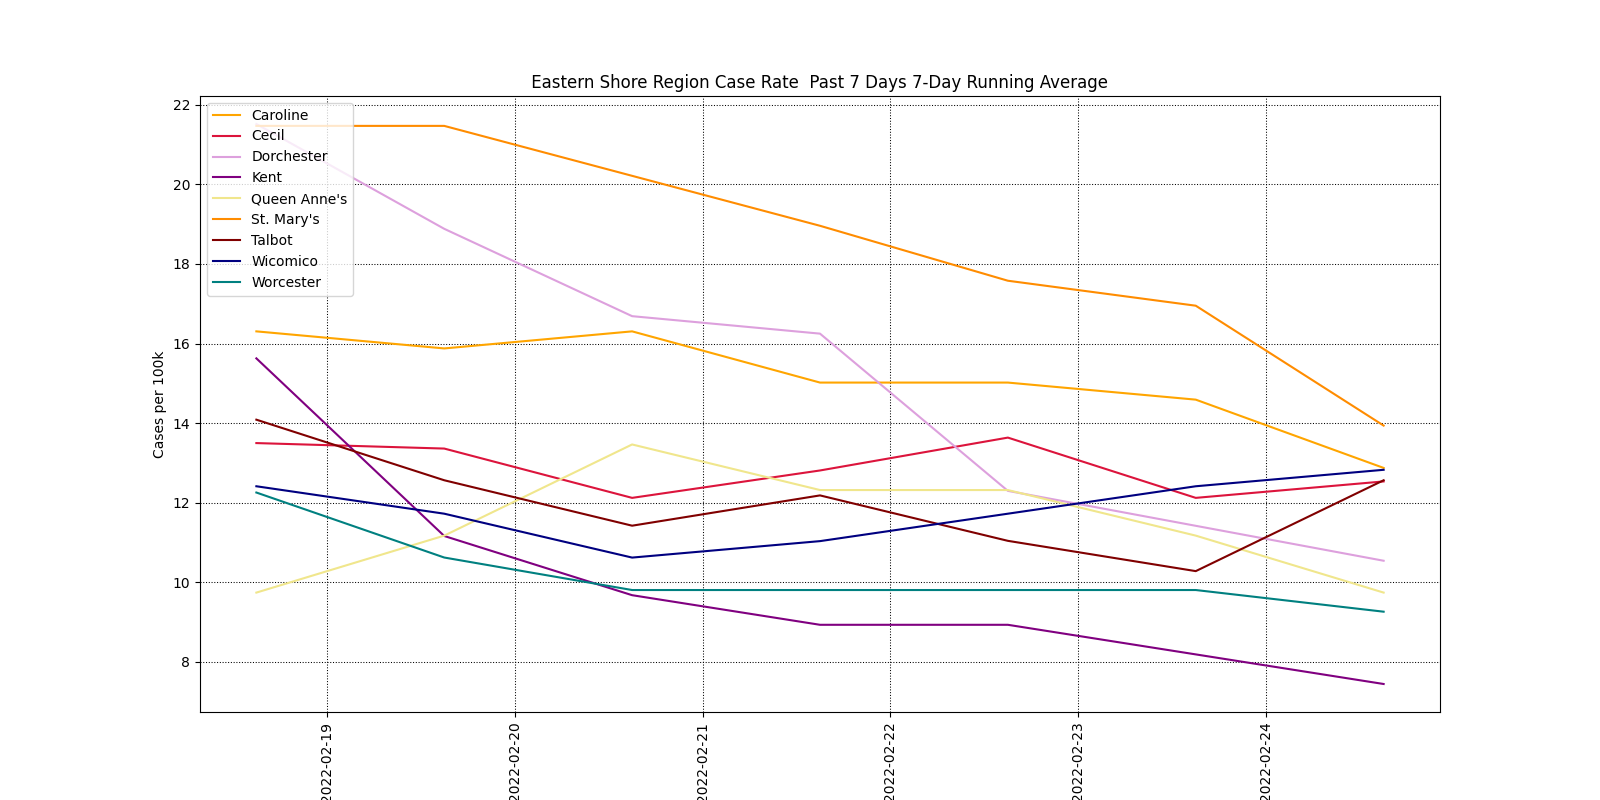 Eastern Shore Region Case Rate  Past 7 Days 7-Day Running Average
22
20
18
16
14
12
10
8
Cases per 100k
Caroline
Cecil
Dorchester
Kent
Queen Anne's
St. Mary's
Talbot
Wicomico
Worcester
2022-02-19
2022-02-20
2022-02-21
2022-02-22
2022-02-23
2022-02-24